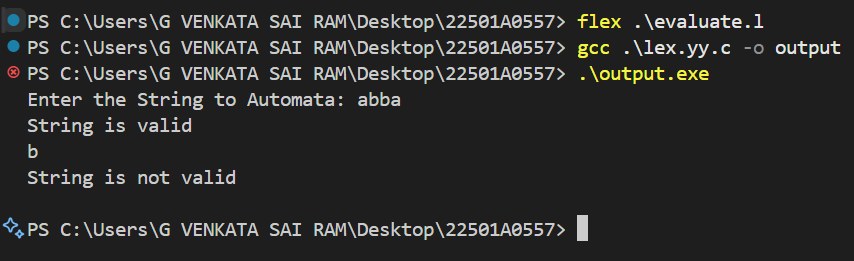 PS C:\Users\G VENKATA SAI RAM\Desktop\22501A0557> flex .\evaluate.l
PS C:\Users\G VENKATA SAI RAM\Desktop\22501A0557> gcc .\lex.yy.c -o output
PS C:\Users\G VENKATA SAI RAM\Desktop\22501A0557> .\output.exe
Enter the String to Automata: abba
String is valid
b
String is not valid
PS C:\Users\G VENKATA SAI RAM\Desktop\22501A0557>